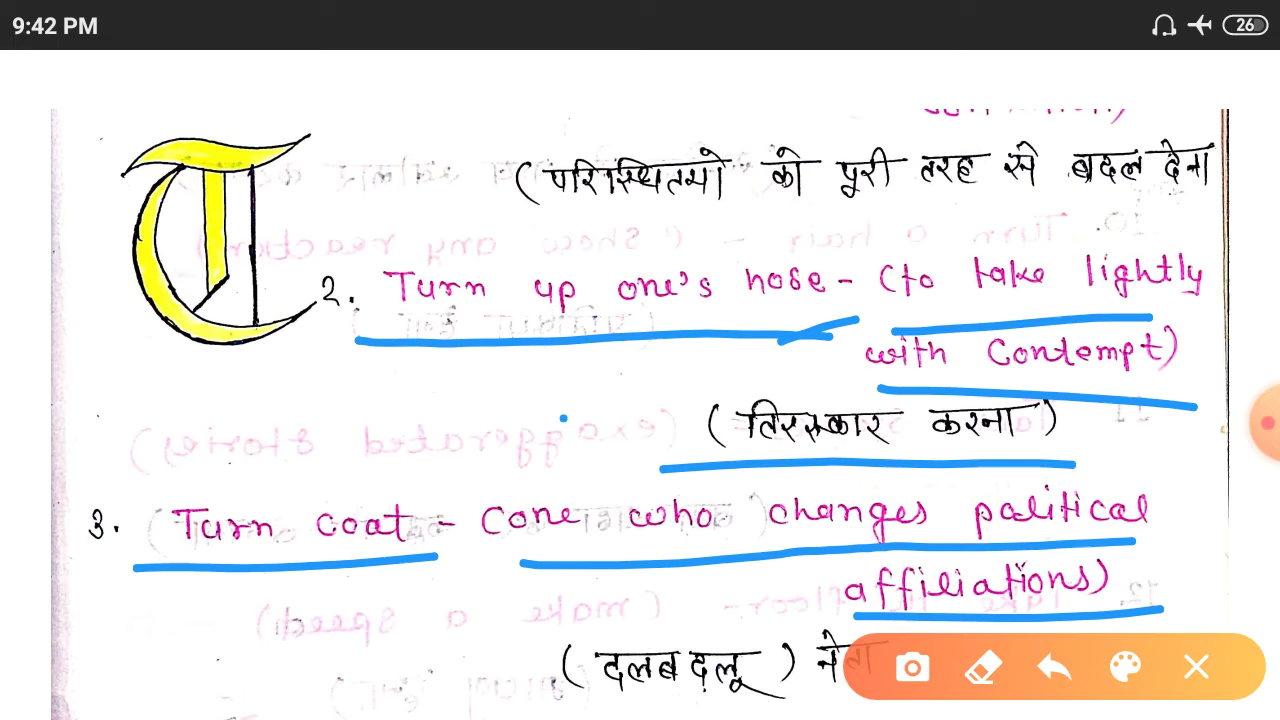 9:42 PM
26
T
(परिस्थितयो को पूरी तरह से बदल देना
2. Turn up one's nose - (to take lightly
with Contempt)
(तिरस्कार करना)
3. Turn coat - (one who changes palitical
affiliations)
(दलबदलू)